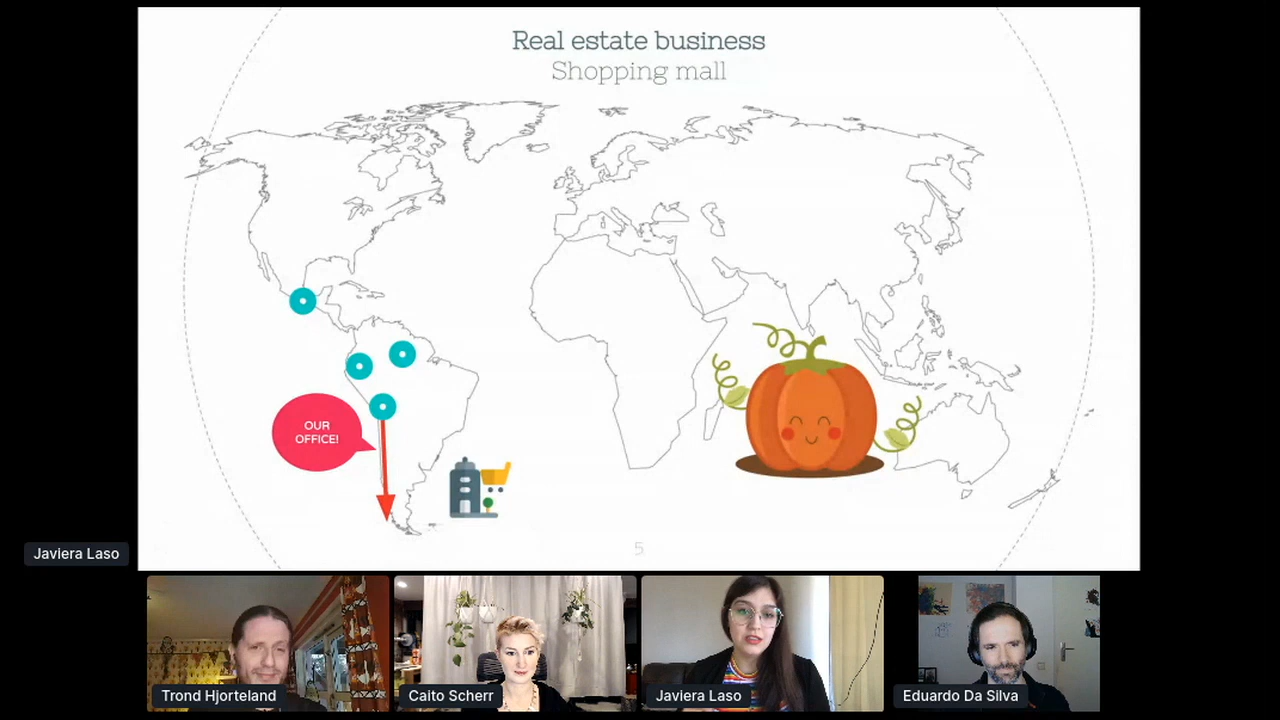 Real estate business
Shopping mall
OUR
OFFICE!
5
Javiera Laso
Trond Hjorteland
Caito Scherr
Javiera Laso
Eduardo Da Silva